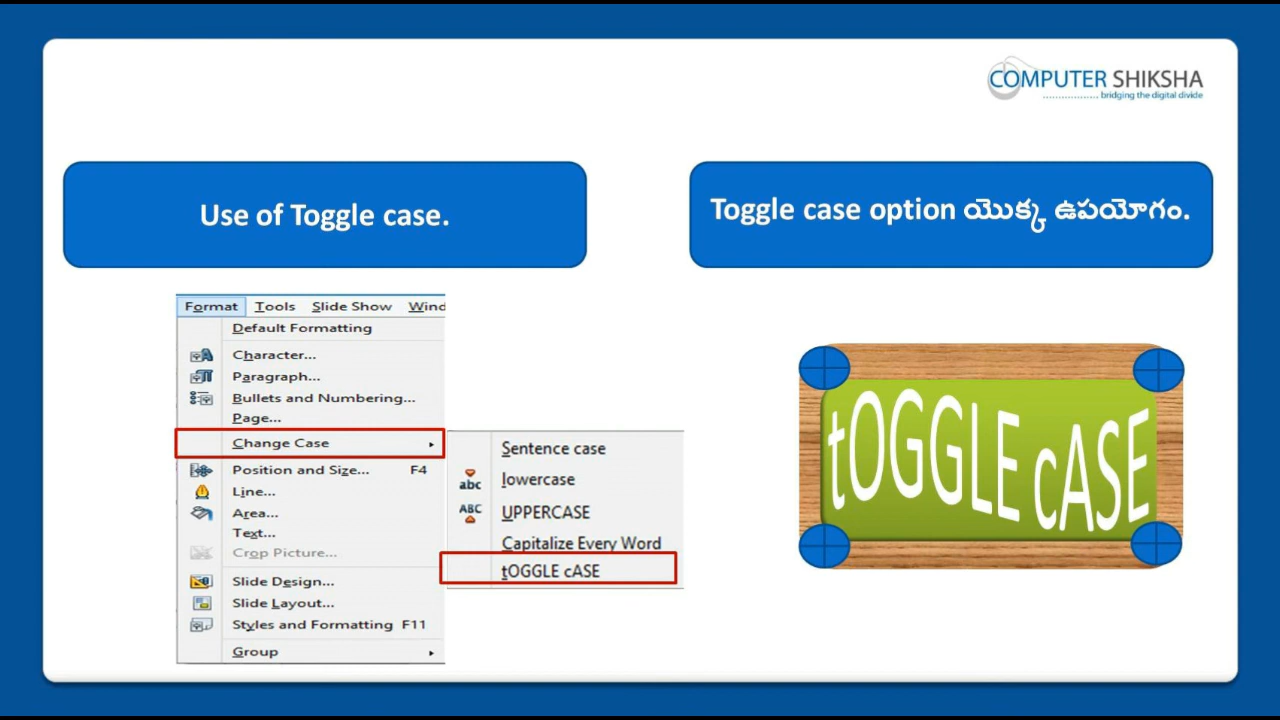 COMPUTER SHIKSHA
bridging the digital divide
Use of Toggle case.
Toggle case option యొక్క ఉపయోగం.
Format Tools Slide Show Wind
Default Formatting
Character...
Paragraph...
Bullets and Numbering...
Page...
Change Case
Position and Size... F4
Line...
Area...
Text...
Crop Picture...
Slide Design...
Slide Layout...
Styles and Formatting F11
Group
Sentence case
abc lowercase
ABC UPPERCASE
Capitalize Every Word
tOGGLE cASE
tOGGLE cASE